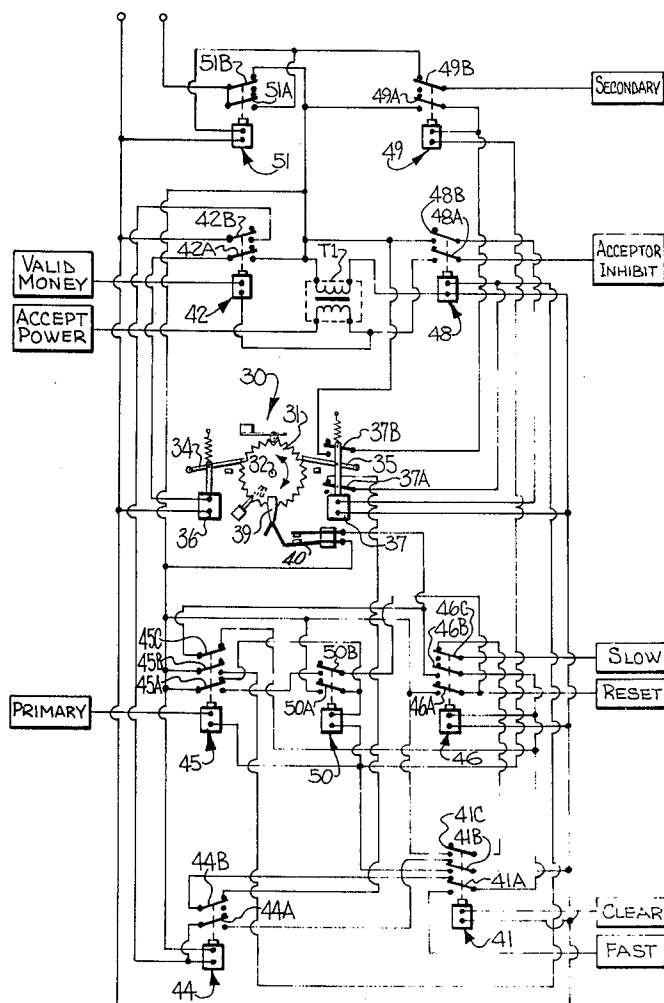 51B
51A
49B
49A
SECONDARY
51
49
42B
42A
48B
48A
T1
VALID MONEY
ACCEPTOR INHIBIT
ACCEPT POWER
42
48
30
31
37B
34
32
35
37A
36
39
40
37
45C
45B
45A
50B
50A
46C
46B
46A
SLOW
RESET
PRIMARY
45
50
46
41C
41B
41A
44B
44A
CLEAR
44
41
FAST